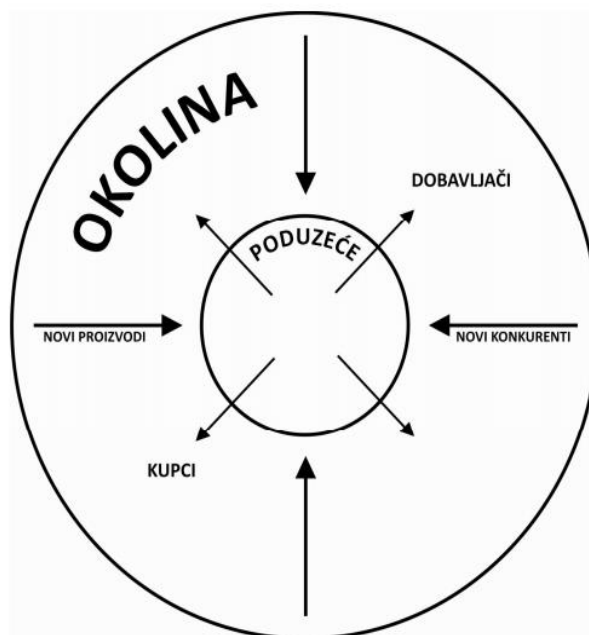 OKOLINA
DOBAVLJAČI
PODUZEĆE
NOVI PROIZVODI
NOVI KONKURENTI
KUPCI